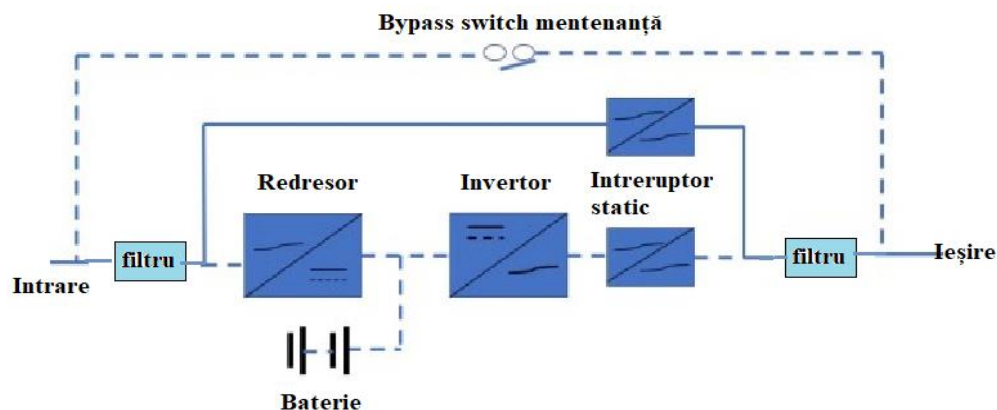 Bypass switch mentenanță
Redresor
Invertor
Intreruptor
static
filtru
filtru
Ieșire
Intrare
Baterie